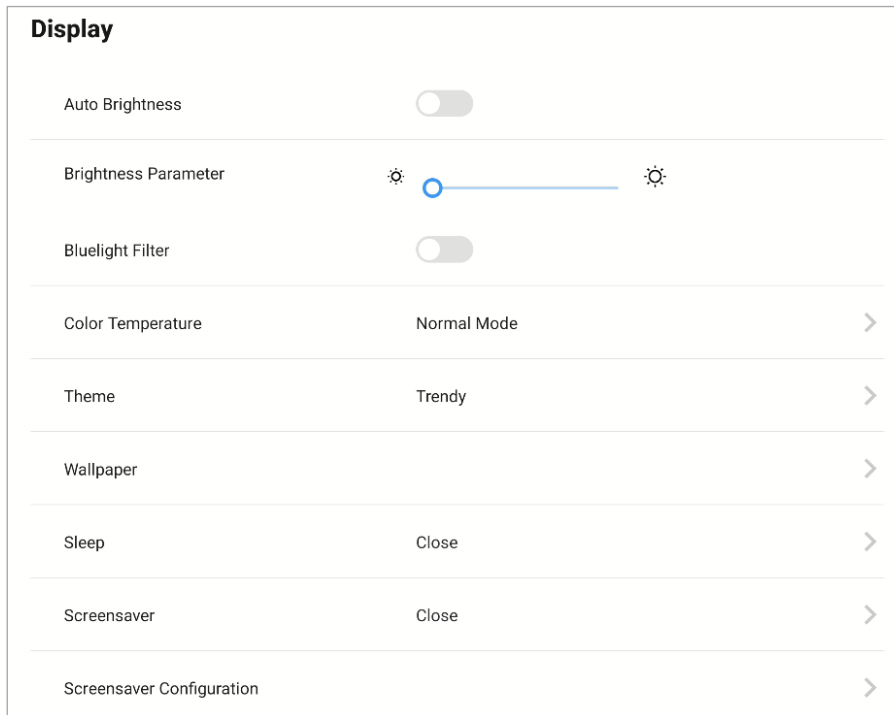 Display
Auto Brightness
Brightness Parameter
Bluelight Filter
Color Temperature Normal Mode
Theme Trendy
Wallpaper
Sleep Close
Screensaver Close
Screensaver Configuration